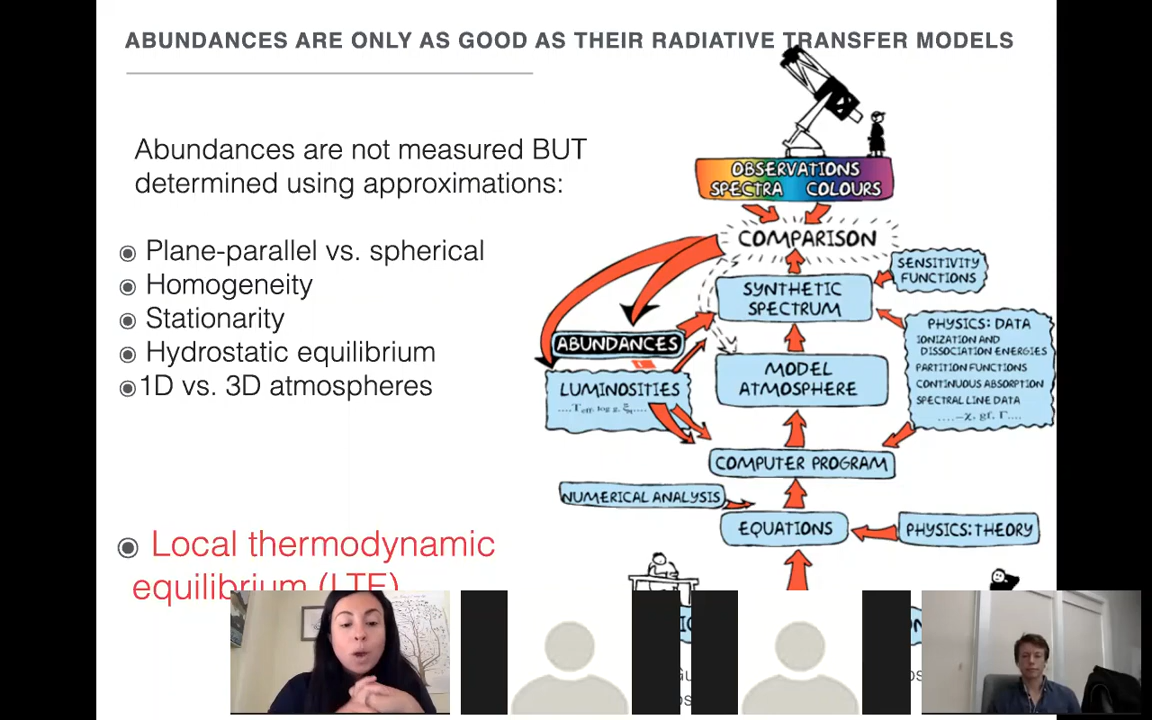 ABUNDANCES ARE ONLY AS GOOD AS THEIR RADIATIVE TRANSFER MODELS
Abundances are not measured BUT
determined using approximations:
Plane-parallel vs. spherical
Homogeneity
Stationarity
Hydrostatic equilibrium
1D vs. 3D atmospheres
Local thermodynamic
equilibrium (LTE)
OBSERVATIONS
SPECTRA COLOURS
COMPARISON
SENSITIVITY
FUNCTIONS
SYNTHETIC
SPECTRUM
PHYSICS: DATA
IONIZATION AND
DISSOCIATION ENERGIES
PARTITION FUNCTIONS
CONTINUOUS ABSORPTION
SPECTRAL LINE DATA
....–χ, gf, Γ....
ABUNDANCES
LUMINOSITIES
MODEL
ATMOSPHERE
COMPUTER PROGRAM
NUMERICAL ANALYSIS
EQUATIONS
PHYSICS: THEORY